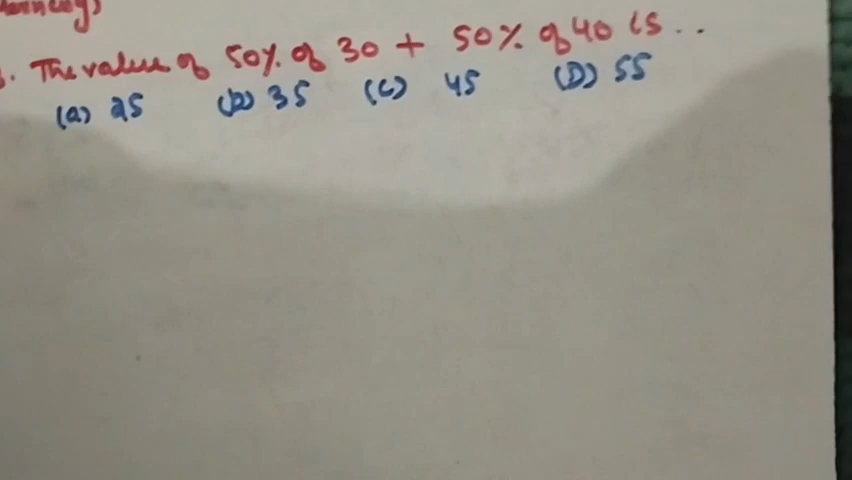 The value of 50% of 30 + 50% of 40 is ..
(a) 25 (b) 35 (c) 45 (D) 55